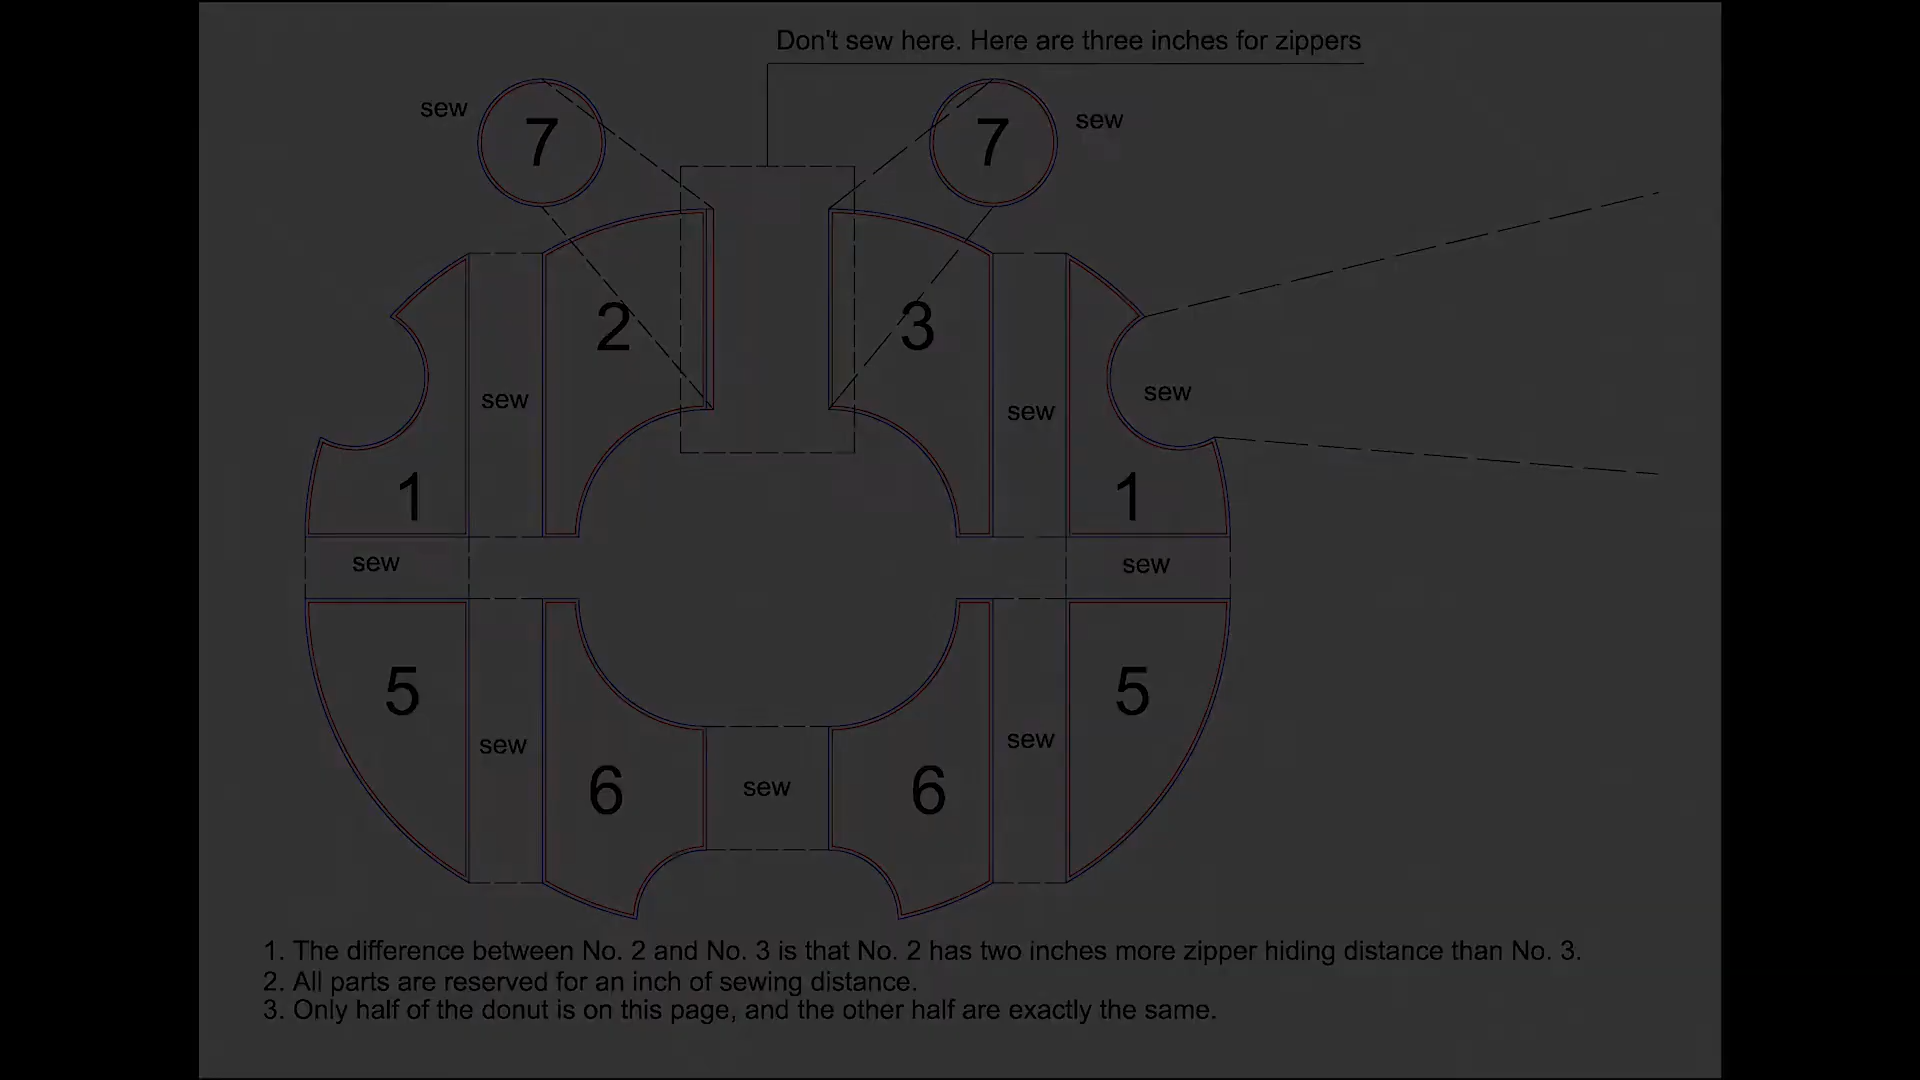 Don't sew here. Here are three inches for zippers
sew
7
7
sew
2
3
sew
sew
sew
1
1
sew
sew
5
5
sew
sew
6
sew
6
1. The difference between No. 2 and No. 3 is that No. 2 has two inches more zipper hiding distance than No. 3.
2. All parts are reserved for an inch of sewing distance.
3. Only half of the donut is on this page, and the other half are exactly the same.